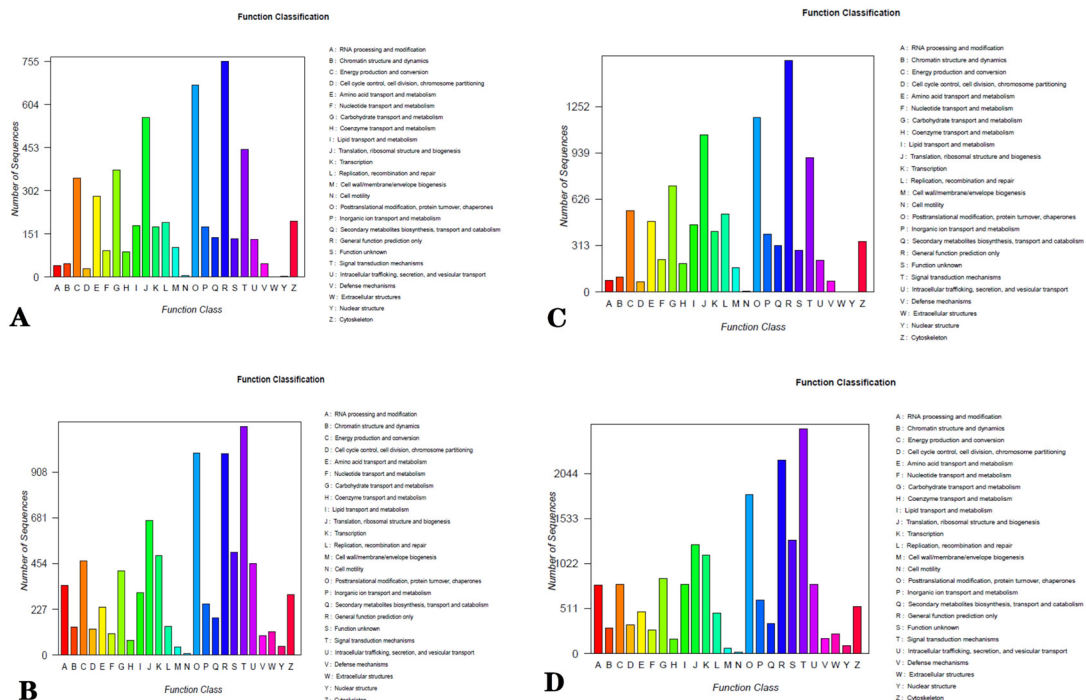 Function Classification
755
604
453
302
151
0
Number of Sequences
A B C D E F G H I J K L M N O P Q R S T U V W Y Z
Function Class
A : RNA processing and modification
B : Chromatin structure and dynamics
C : Energy production and conversion
D : Cell cycle control, cell division, chromosome partitioning
E : Amino acid transport and metabolism
F : Nucleotide transport and metabolism
G : Carbohydrate transport and metabolism
H : Coenzyme transport and metabolism
I : Lipid transport and metabolism
J : Translation, ribosomal structure and biogenesis
K : Transcription
L : Replication, recombination and repair
M : Cell wall/membrane/envelope biogenesis
N : Cell motility
O : Posttranslational modification, protein turnover, chaperones
P : Inorganic ion transport and metabolism
Q : Secondary metabolites biosynthesis, transport and catabolism
R : General function prediction only
S : Function unknown
T : Signal transduction mechanisms
U : Intracellular trafficking, secretion, and vesicular transport
V : Defense mechanisms
W : Extracellular structures
Y : Nuclear structure
Z : Cytoskeleton
A
Function Classification
1252
939
626
313
0
Number of Sequences
A B C D E F G H I J K L M N O P Q R S T U V W Y Z
Function Class
A : RNA processing and modification
B : Chromatin structure and dynamics
C : Energy production and conversion
D : Cell cycle control, cell division, chromosome partitioning
E : Amino acid transport and metabolism
F : Nucleotide transport and metabolism
G : Carbohydrate transport and metabolism
H : Coenzyme transport and metabolism
I : Lipid transport and metabolism
J : Translation, ribosomal structure and biogenesis
K : Transcription
L : Replication, recombination and repair
M : Cell wall/membrane/envelope biogenesis
N : Cell motility
O : Posttranslational modification, protein turnover, chaperones
P : Inorganic ion transport and metabolism
Q : Secondary metabolites biosynthesis, transport and catabolism
R : General function prediction only
S : Function unknown
T : Signal transduction mechanisms
U : Intracellular trafficking, secretion, and vesicular transport
V : Defense mechanisms
W : Extracellular structures
Y : Nuclear structure
Z : Cytoskeleton
C
Function Classification
908
681
454
227
0
Number of Sequences
A B C D E F G H I J K L M N O P Q R S T U V W Y Z
Function Class
A : RNA processing and modification
B : Chromatin structure and dynamics
C : Energy production and conversion
D : Cell cycle control, cell division, chromosome partitioning
E : Amino acid transport and metabolism
F : Nucleotide transport and metabolism
G : Carbohydrate transport and metabolism
H : Coenzyme transport and metabolism
I : Lipid transport and metabolism
J : Translation, ribosomal structure and biogenesis
K : Transcription
L : Replication, recombination and repair
M : Cell wall/membrane/envelope biogenesis
N : Cell motility
O : Posttranslational modification, protein turnover, chaperones
P : Inorganic ion transport and metabolism
Q : Secondary metabolites biosynthesis, transport and catabolism
R : General function prediction only
S : Function unknown
T : Signal transduction mechanisms
U : Intracellular trafficking, secretion, and vesicular transport
V : Defense mechanisms
W : Extracellular structures
Y : Nuclear structure
Z : Cytoskeleton
B
Function Classification
2044
1533
1022
511
0
Number of Sequences
A B C D E F G H I J K L M N O P Q R S T U V W Y Z
Function Class
A : RNA processing and modification
B : Chromatin structure and dynamics
C : Energy production and conversion
D : Cell cycle control, cell division, chromosome partitioning
E : Amino acid transport and metabolism
F : Nucleotide transport and metabolism
G : Carbohydrate transport and metabolism
H : Coenzyme transport and metabolism
I : Lipid transport and metabolism
J : Translation, ribosomal structure and biogenesis
K : Transcription
L : Replication, recombination and repair
M : Cell wall/membrane/envelope biogenesis
N : Cell motility
O : Posttranslational modification, protein turnover, chaperones
P : Inorganic ion transport and metabolism
Q : Secondary metabolites biosynthesis, transport and catabolism
R : General function prediction only
S : Function unknown
T : Signal transduction mechanisms
U : Intracellular trafficking, secretion, and vesicular transport
V : Defense mechanisms
W : Extracellular structures
Y : Nuclear structure
Z : Cytoskeleton
D